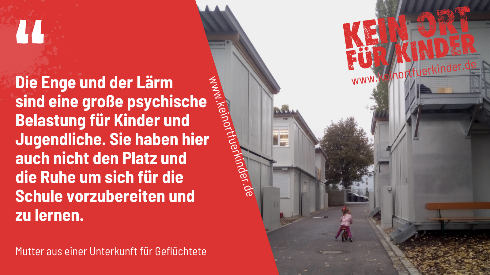 Die Enge und der Lärm
sind eine große psychische
Belastung für Kinder und
Jugendliche. Sie haben hier
auch nicht den Platz und
die Ruhe um sich für die
Schule vorzubereiten und
zu lernen.
Mutter aus einer Unterkunft für Geflüchtete
www.keinortfuerkinder.de
KEIN ORT
FÜR KINDER
www.keinortfuerkinder.de